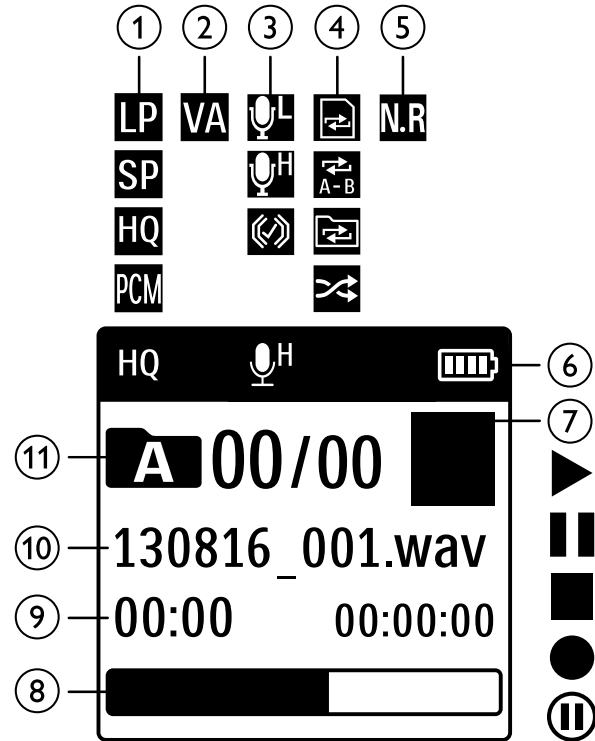 1 2 3 4 5
LP VA L N.R
SP H A-B
HQ
PCM
HQ H 6
7
11 A 00/00
10 130816_001.wav
9 00:00 00:00:00
8